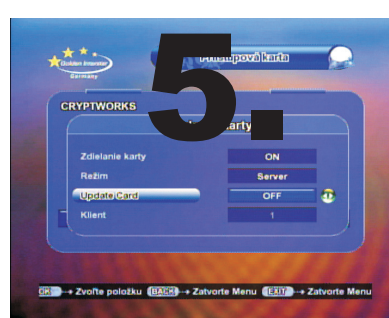 Golden Interstar
Germany
5.
karta
CRYPTWORKS
karty
Zdielanie karty ON
Režim Server
Update Card OFF
Klient 1
OK → Zvoľte položku BACK → Zatvorte Menu EXIT → Zatvorte Menu